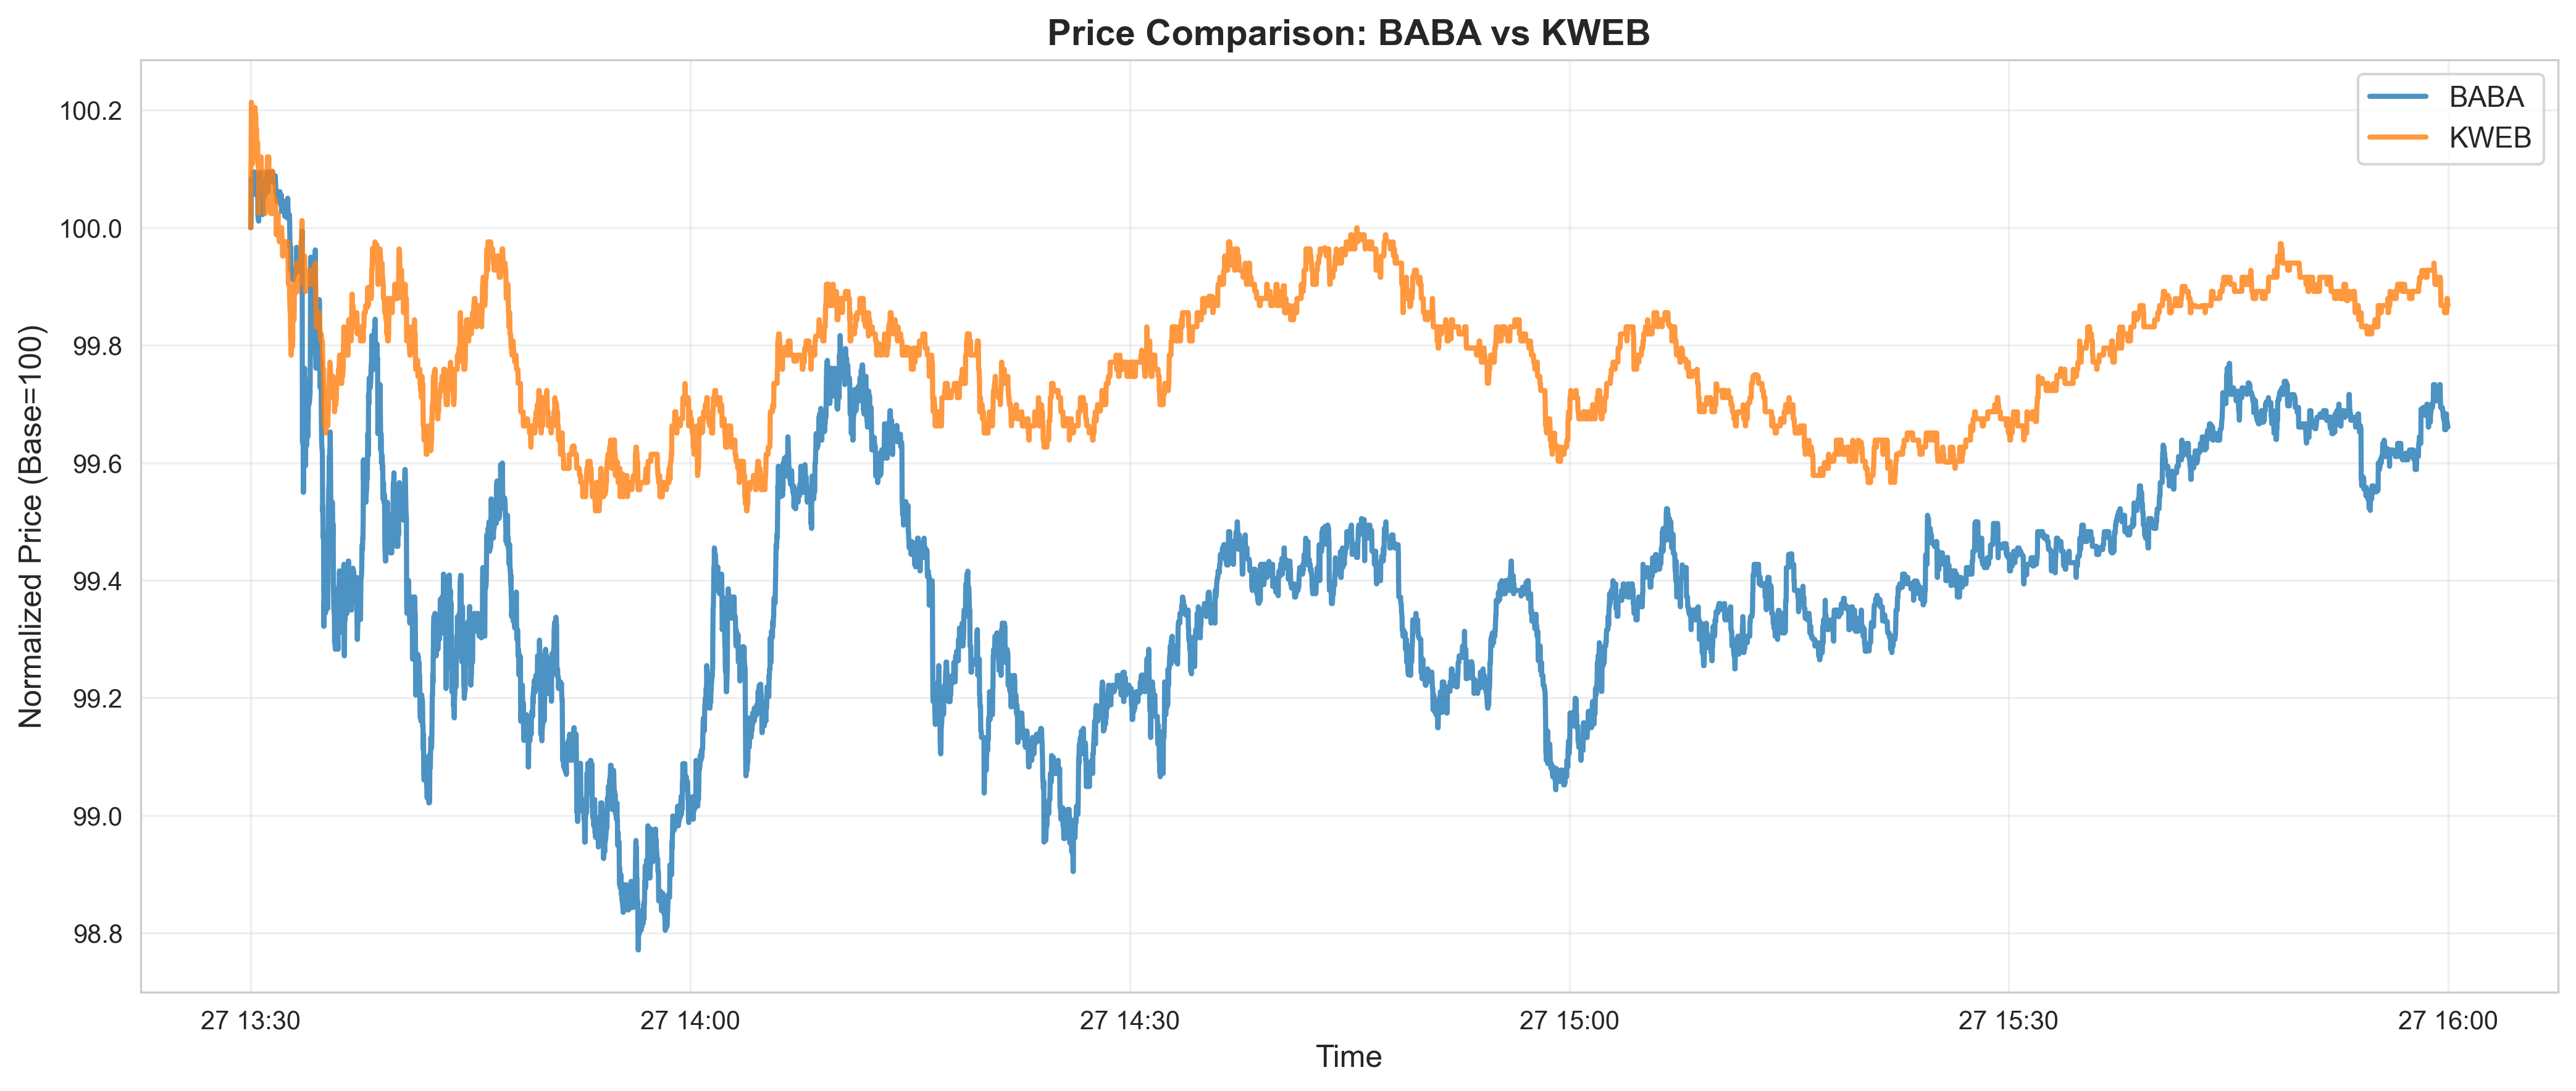 Price Comparison: BABA vs KWEB
BABA
KWEB
Normalized Price (Base=100)
100.2
100.0
99.8
99.6
99.4
99.2
99.0
98.8
27 13:30
27 14:00
27 14:30
27 15:00
27 15:30
27 16:00
Time